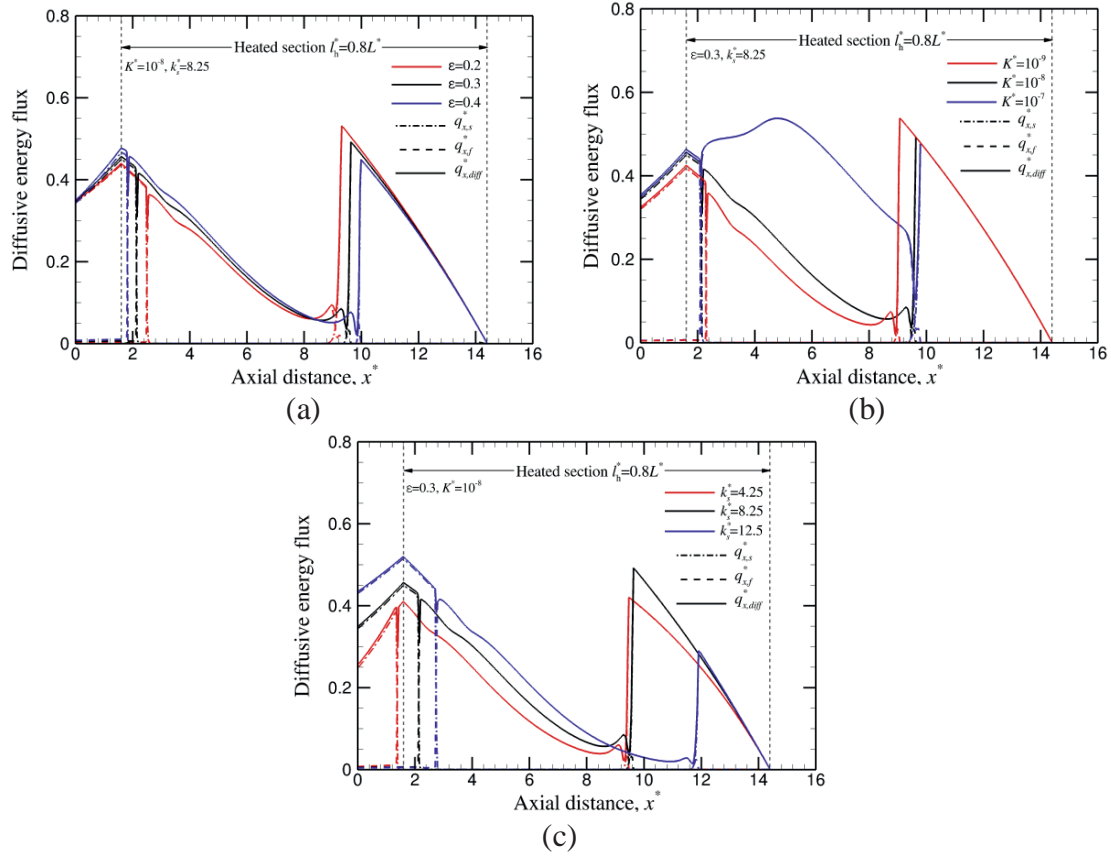 Heated section l*h=0.8L*
K*=10-8, k*s=8.25
ε=0.2
ε=0.3
ε=0.4
q*x,s
q*x,f
q*x,diff
Diffusive energy flux
0.8
0.6
0.4
0.2
0
0 2 4 6 8 10 12 14 16
Axial distance, x*
(a)
Heated section l*h=0.8L*
ε=0.3, k*s=8.25
K*=10-9
K*=10-8
K*=10-7
q*x,s
q*x,f
q*x,diff
Diffusive energy flux
0.8
0.6
0.4
0.2
0
0 2 4 6 8 10 12 14 16
Axial distance, x*
(b)
Heated section l*h=0.8L*
ε=0.3, K*=10-8
k*s=4.25
k*s=8.25
k*s=12.5
q*x,s
q*x,f
q*x,diff
Diffusive energy flux
0.8
0.6
0.4
0.2
0
0 2 4 6 8 10 12 14 16
Axial distance, x*
(c)